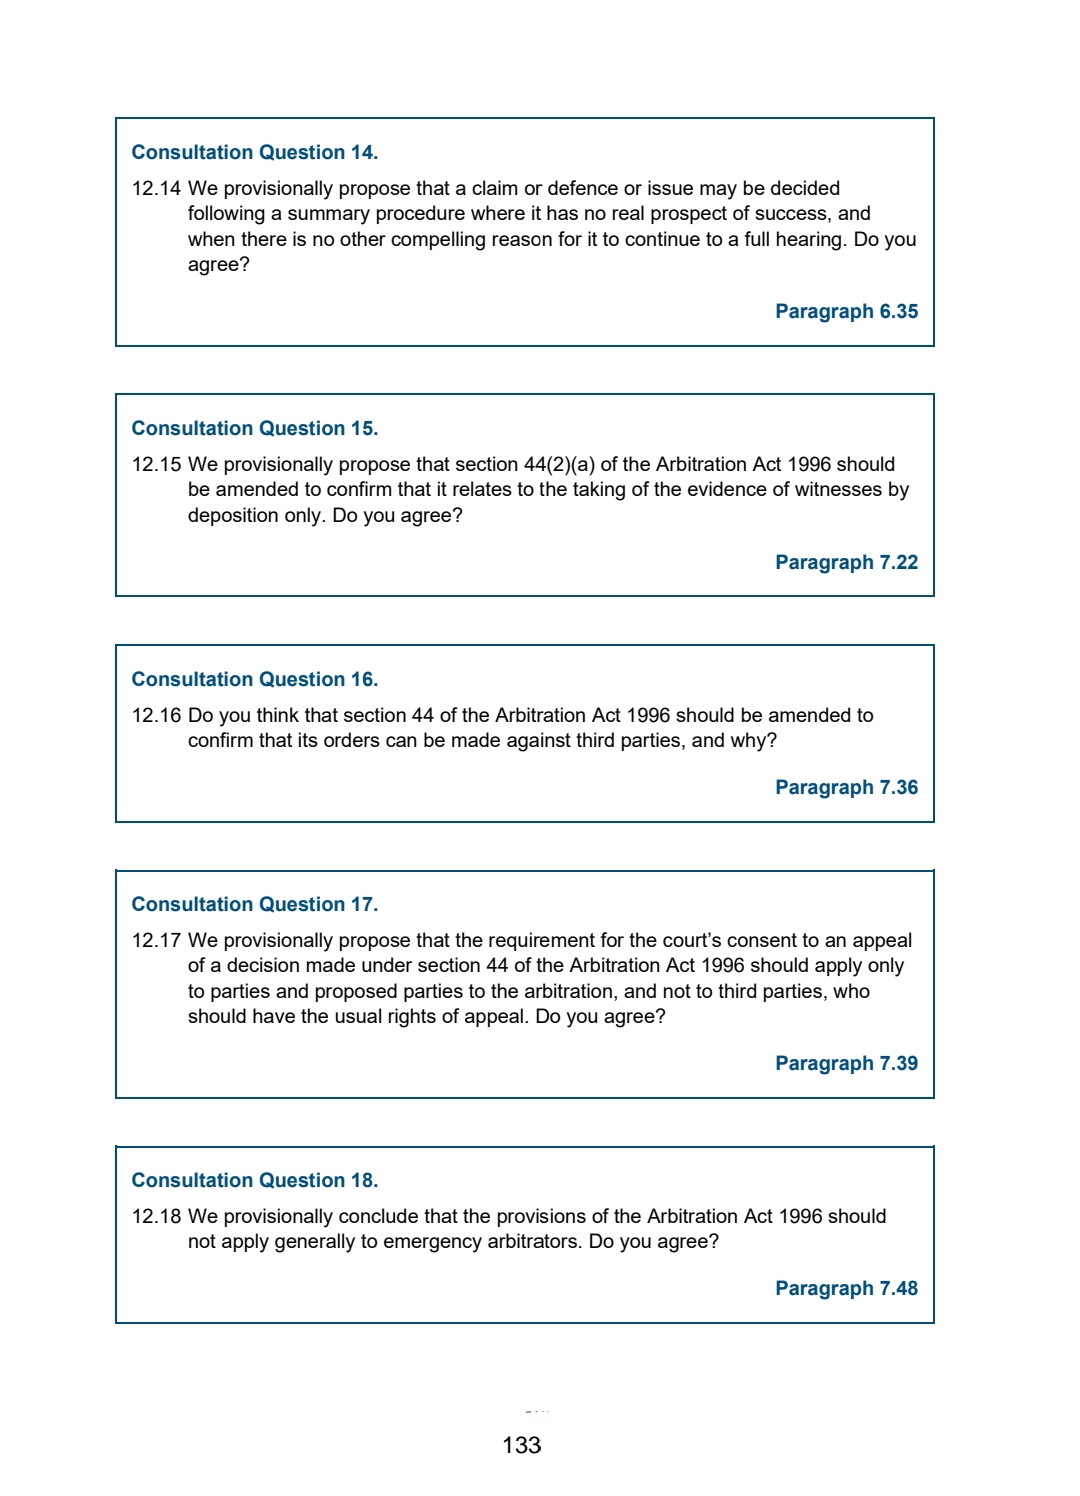 Consultation Question 14.
12.14 We provisionally propose that a claim or defence or issue may be decided
following a summary procedure where it has no real prospect of success, and
when there is no other compelling reason for it to continue to a full hearing. Do you
agree?
Paragraph 6.35
Consultation Question 15.
12.15 We provisionally propose that section 44(2)(a) of the Arbitration Act 1996 should
be amended to confirm that it relates to the taking of the evidence of witnesses by
deposition only. Do you agree?
Paragraph 7.22
Consultation Question 16.
12.16 Do you think that section 44 of the Arbitration Act 1996 should be amended to
confirm that its orders can be made against third parties, and why?
Paragraph 7.36
Consultation Question 17.
12.17 We provisionally propose that the requirement for the court’s consent to an appeal
of a decision made under section 44 of the Arbitration Act 1996 should apply only
to parties and proposed parties to the arbitration, and not to third parties, who
should have the usual rights of appeal. Do you agree?
Paragraph 7.39
Consultation Question 18.
12.18 We provisionally conclude that the provisions of the Arbitration Act 1996 should
not apply generally to emergency arbitrators. Do you agree?
Paragraph 7.48
133